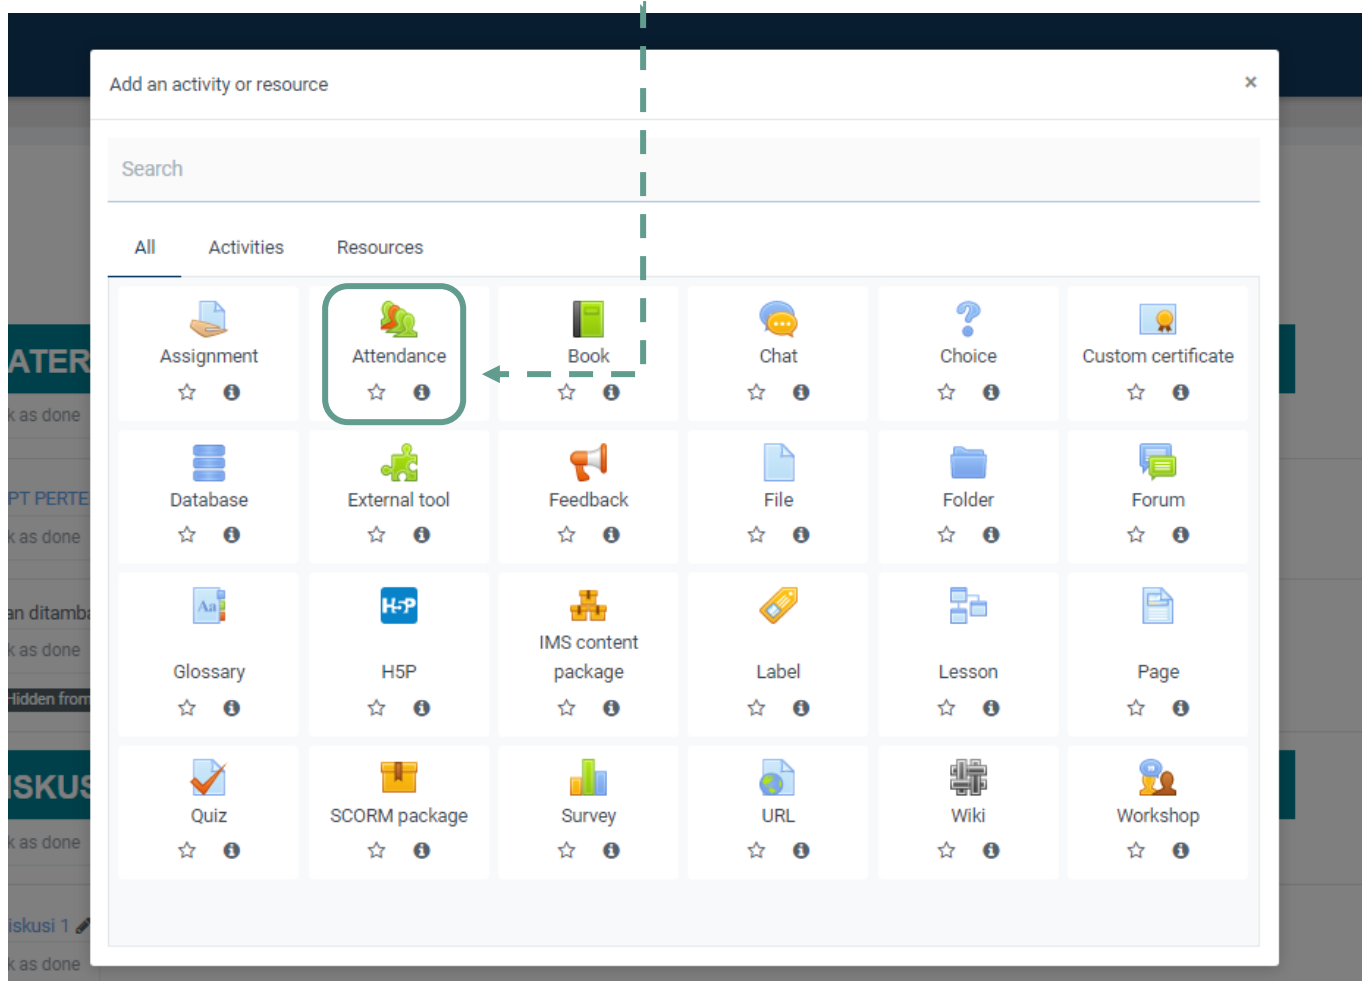 Add an activity or resource ×
Search
All Activities Resources
Assignment Attendance Book Chat Choice Custom certificate
Database External tool Feedback File Folder Forum
Glossary H5P IMS content package Label Lesson Page
Quiz SCORM package Survey URL Wiki Workshop
ATER
k as done
PT PERTE
k as done
an ditamba
k as done
Hidden from
ISKUS
k as done
iskusi 1
k as done
Aa
H5P